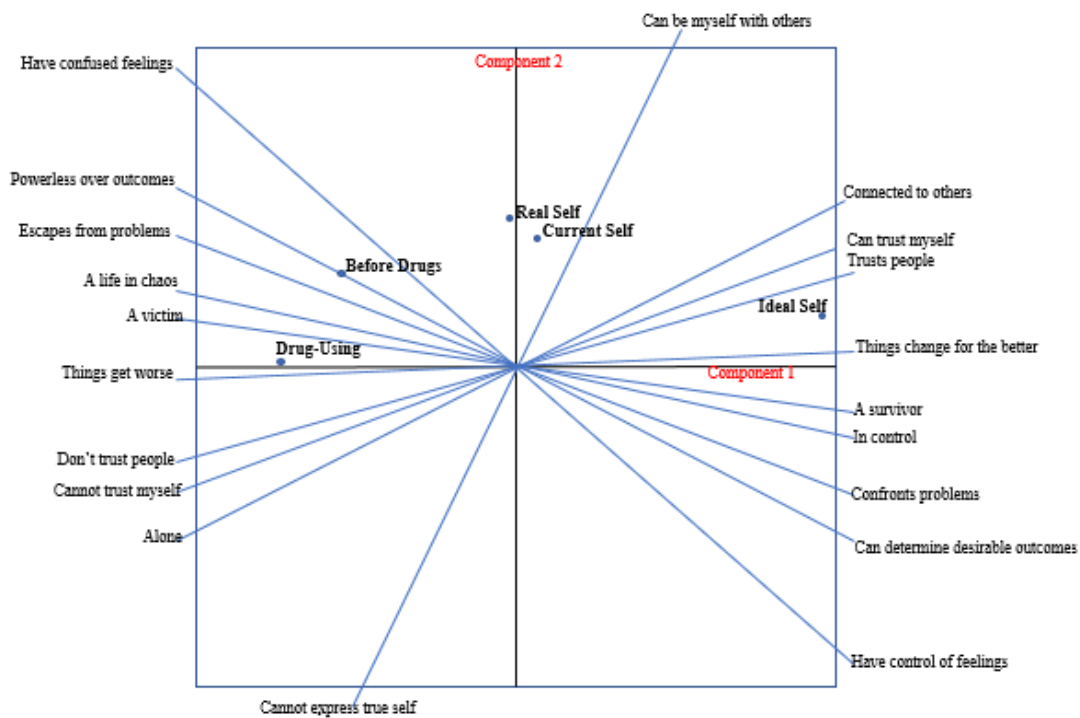 Can be myself with others
Component 2
Have confused feelings
Powerless over outcomes
Connected to others
Real Self
Current Self
Escapes from problems
Can trust myself
Trusts people
Before Drugs
A life in chaos
Ideal Self
A victim
Drug-Using
Things change for the better
Things get worse
Component 1
A survivor
In control
Don't trust people
Cannot trust myself
Confronts problems
Alone
Can determine desirable outcomes
Have control of feelings
Cannot express true self